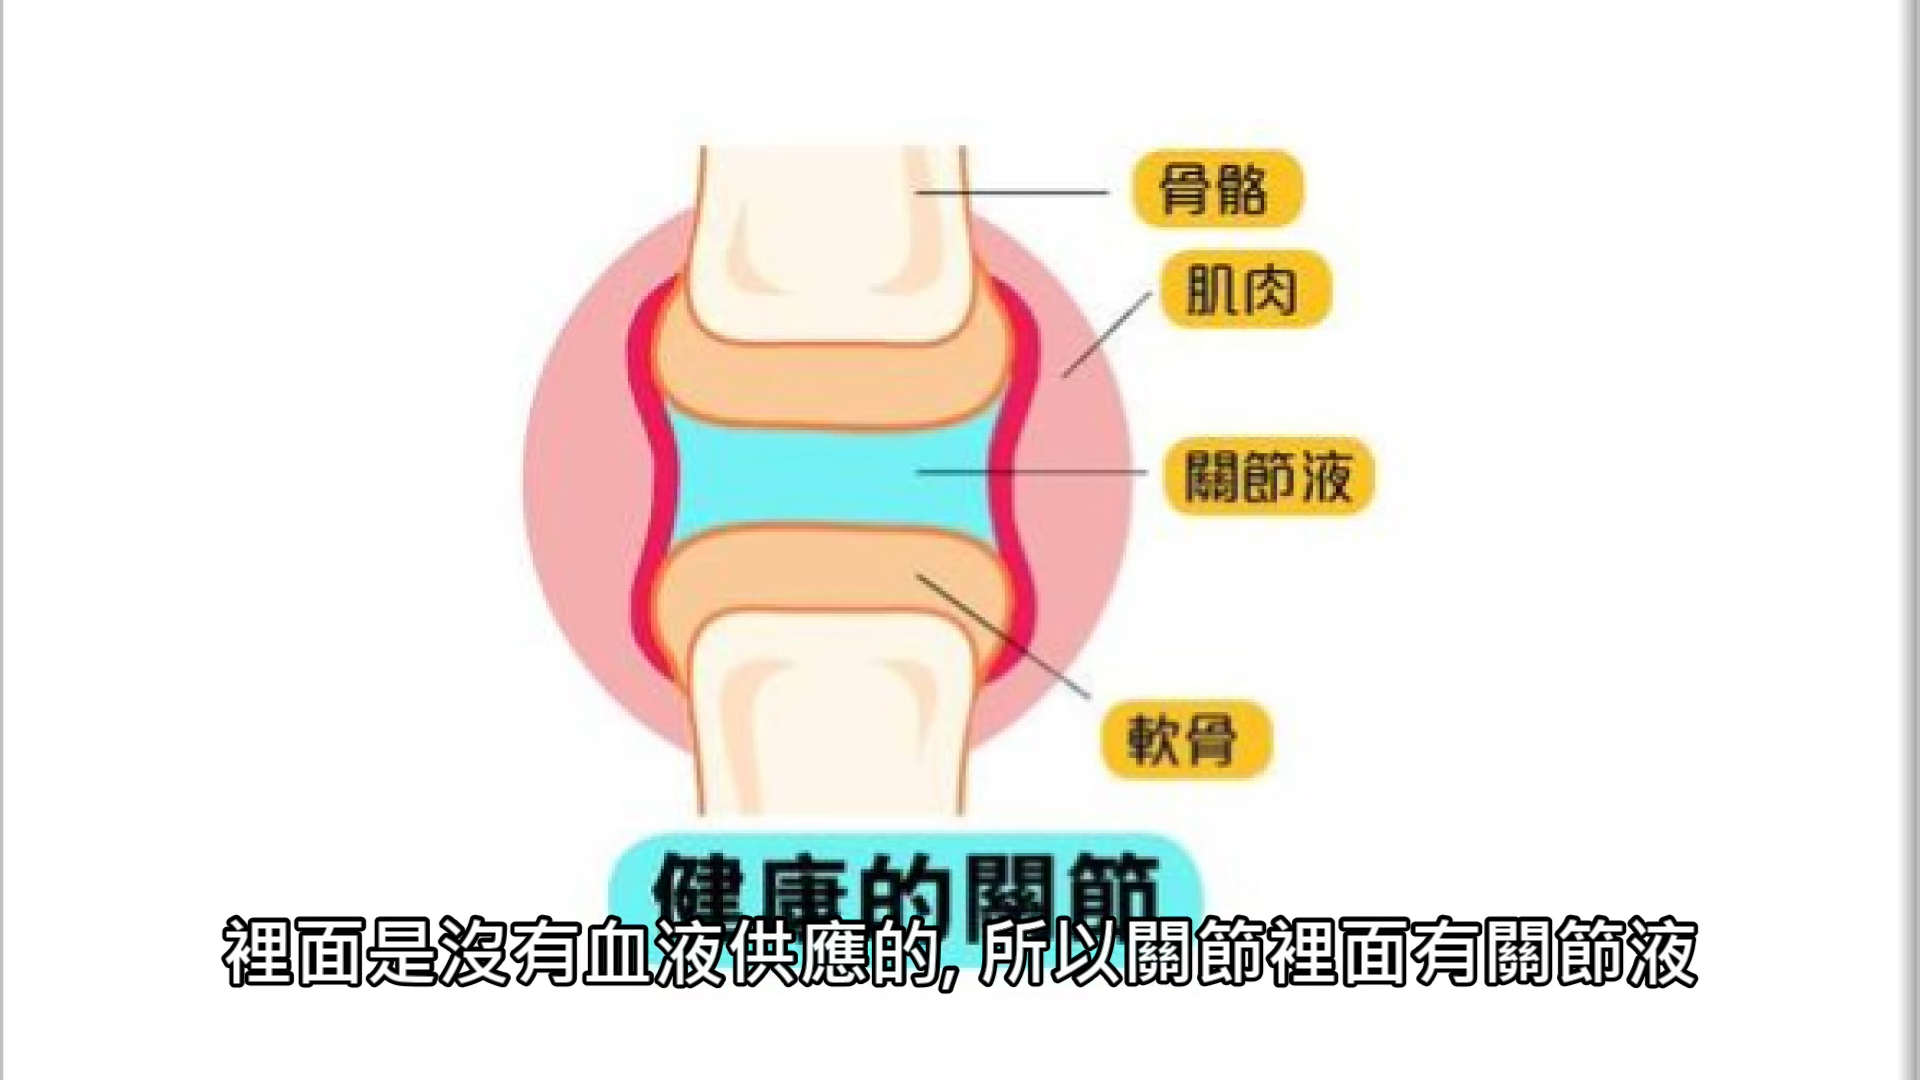 骨骼
肌肉
關節液
軟骨
健康的關節
裡面是沒有血液供應的, 所以關節裡面有關節液